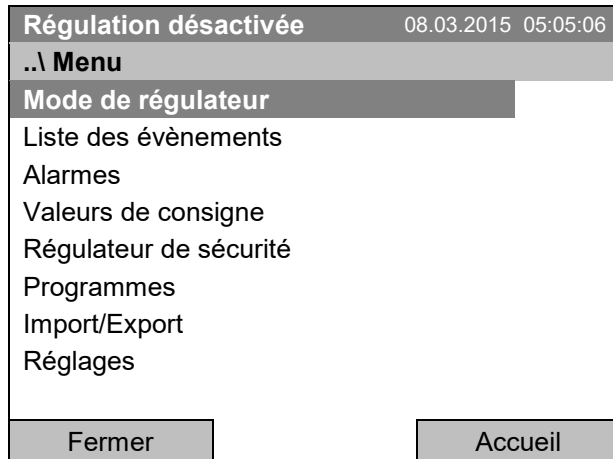 Régulation désactivée 08.03.2015 05:05:06
..\ Menu
Mode de régulateur
Liste des évènements
Alarmes
Valeurs de consigne
Régulateur de sécurité
Programmes
Import/Export
Réglages
Fermer Accueil